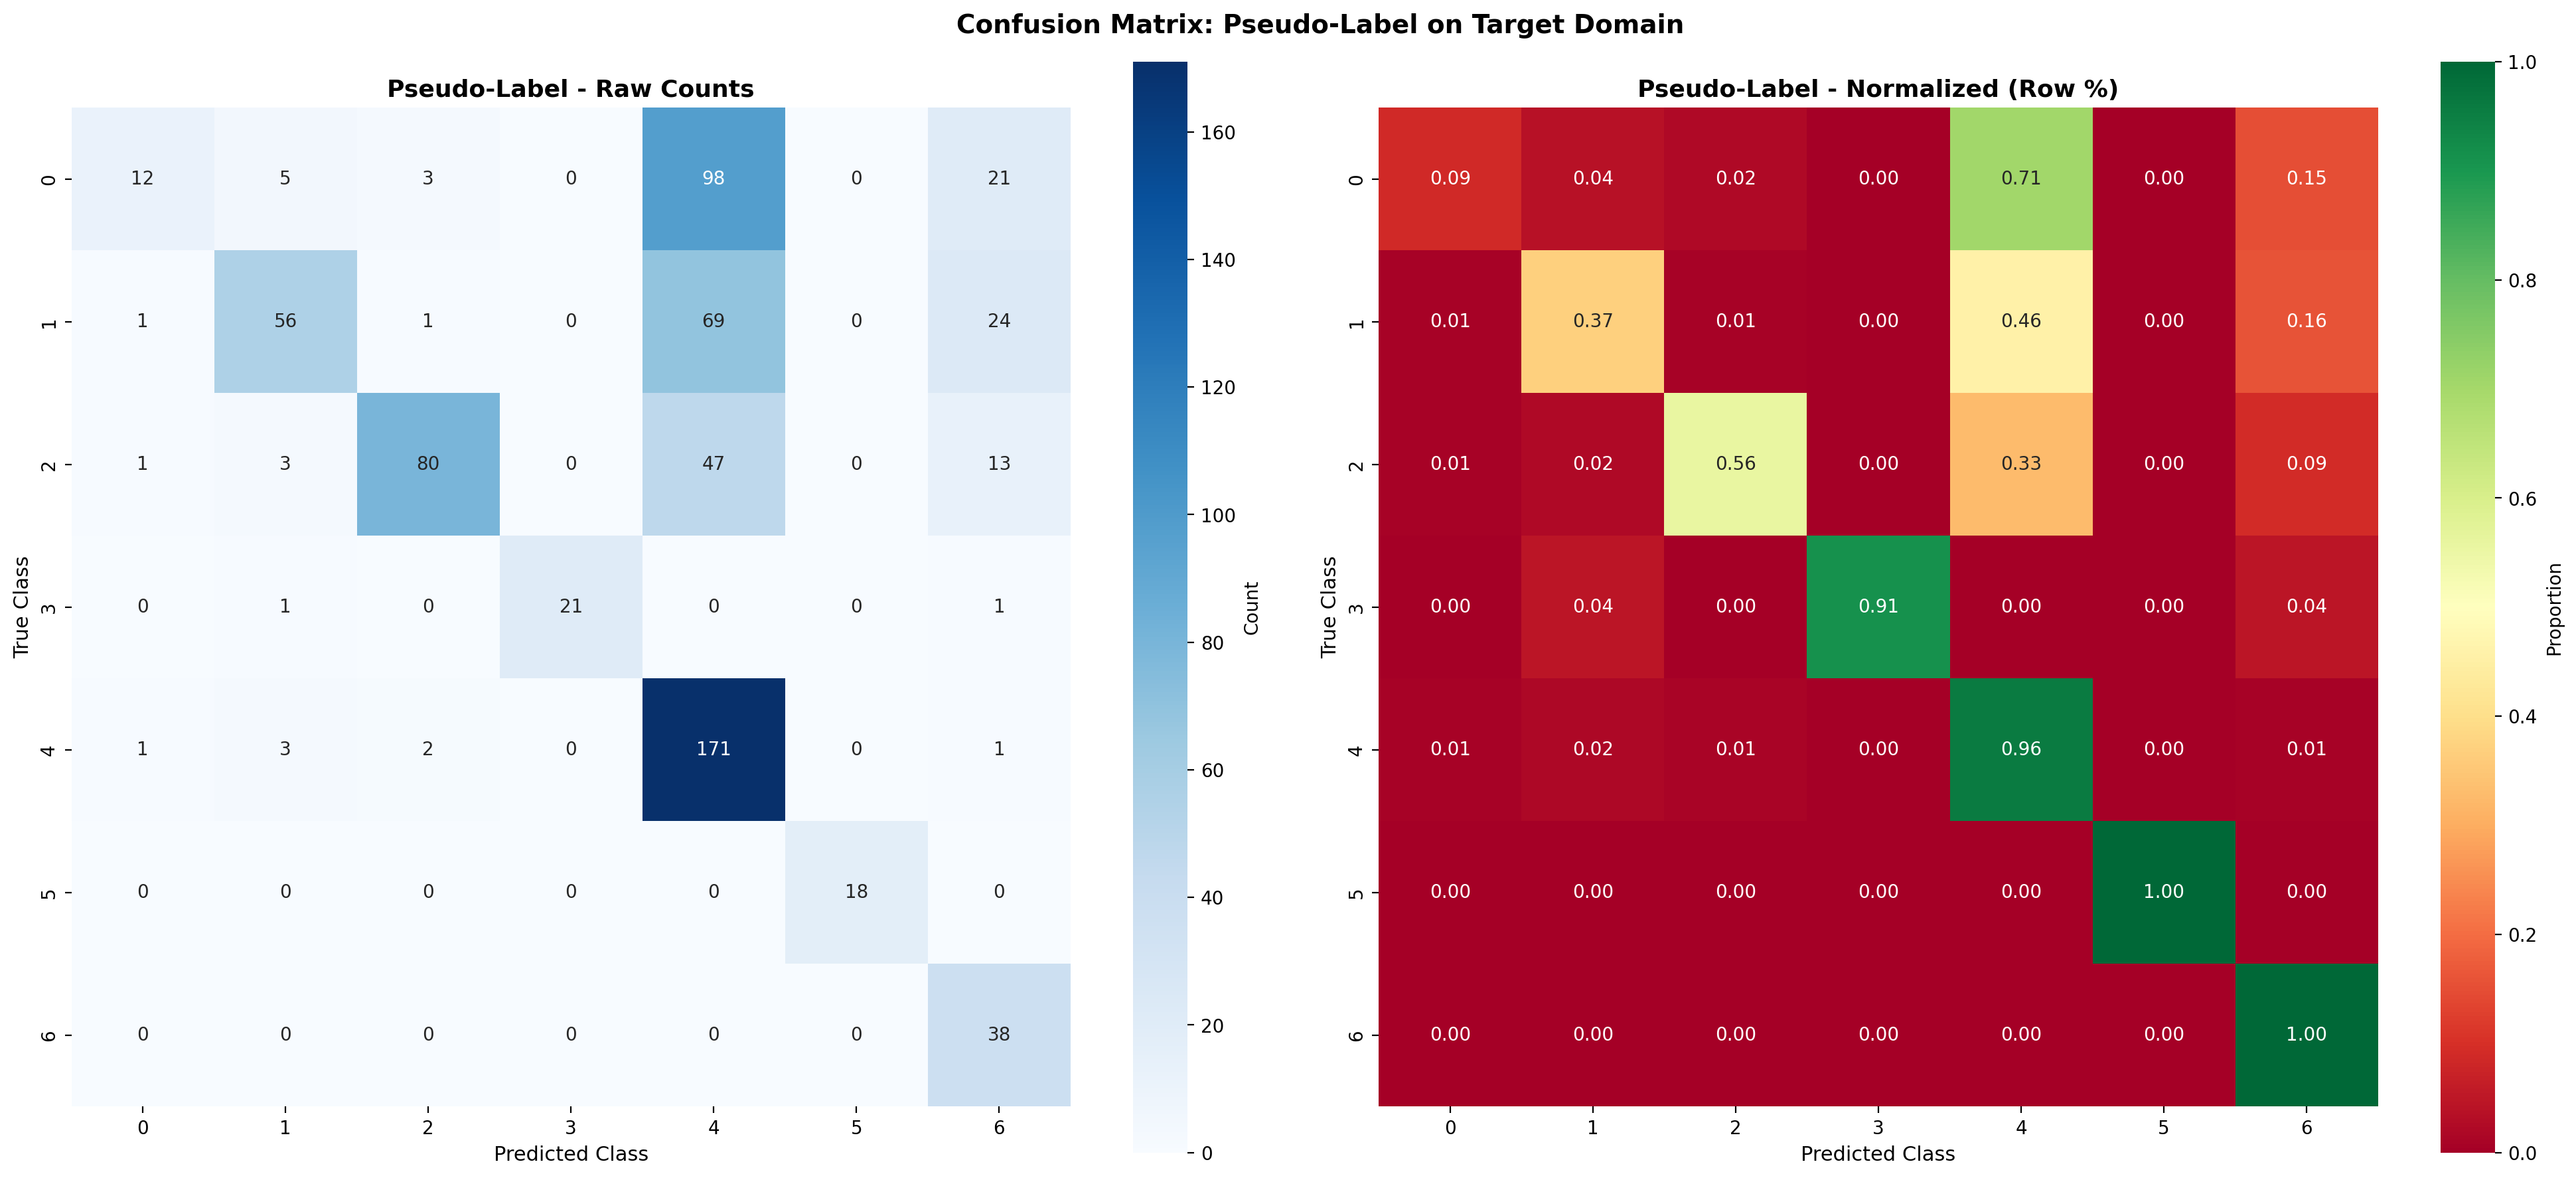 Confusion Matrix: Pseudo-Label on Target Domain
Pseudo-Label - Raw Counts
True Class
0 12 5 3 0 98 0 21
1 1 56 1 0 69 0 24
2 1 3 80 0 47 0 13
3 0 1 0 21 0 0 1
4 1 3 2 0 171 0 1
5 0 0 0 0 0 18 0
6 0 0 0 0 0 0 38
0 1 2 3 4 5 6
Predicted Class
160
140
120
100
80
60
40
20
0
Count
Pseudo-Label - Normalized (Row %)
True Class
0 0.09 0.04 0.02 0.00 0.71 0.00 0.15
1 0.01 0.37 0.01 0.00 0.46 0.00 0.16
2 0.01 0.02 0.56 0.00 0.33 0.00 0.09
3 0.00 0.04 0.00 0.91 0.00 0.00 0.04
4 0.01 0.02 0.01 0.00 0.96 0.00 0.01
5 0.00 0.00 0.00 0.00 0.00 1.00 0.00
6 0.00 0.00 0.00 0.00 0.00 0.00 1.00
0 1 2 3 4 5 6
Predicted Class
1.0
0.8
0.6
0.4
0.2
0.0
Proportion